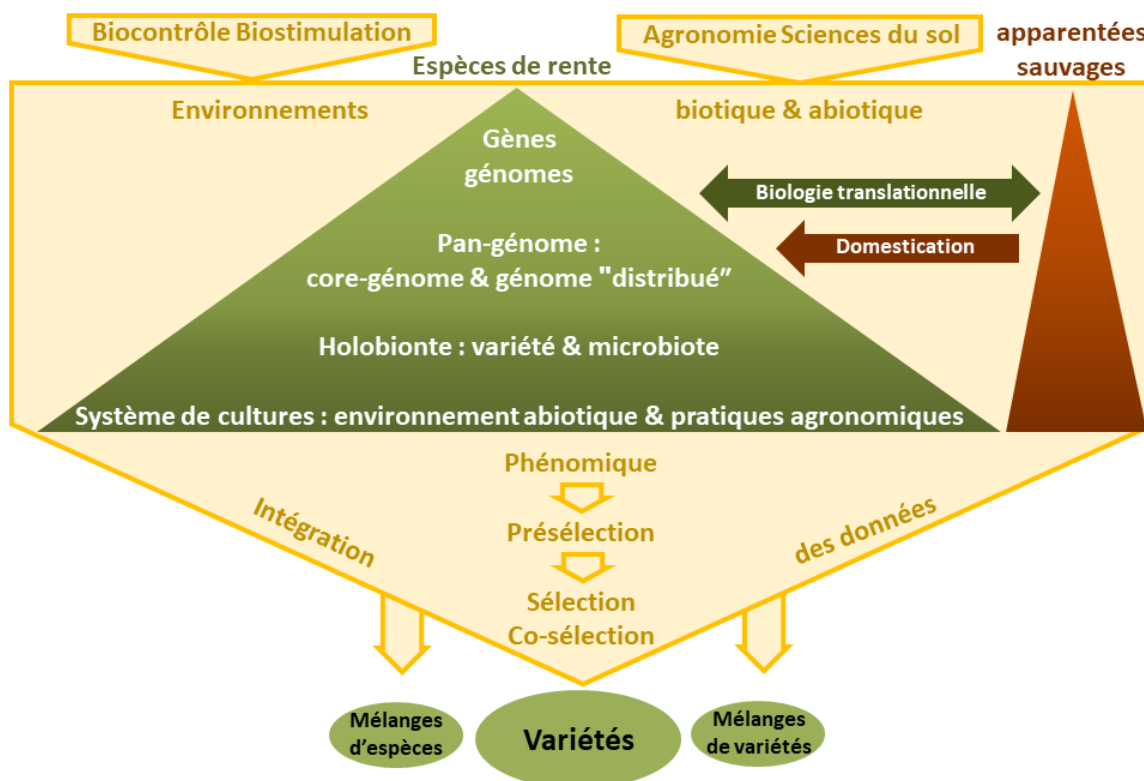 Biocontrôle Biostimulation
Agronomie Sciences du sol
apparentées
sauvages
Espèces de rente
Environnements
biotique & abiotique
Gènes
génomes
Biologie translationnelle
Domestication
Pan-génome :
core-génome & génome "distribué”
Holobionte : variété & microbiote
Système de cultures : environnement abiotique & pratiques agronomiques
Phénomique
Intégration
des données
Présélection
Sélection
Co-sélection
Mélanges
d’espèces
Variétés
Mélanges
de variétés